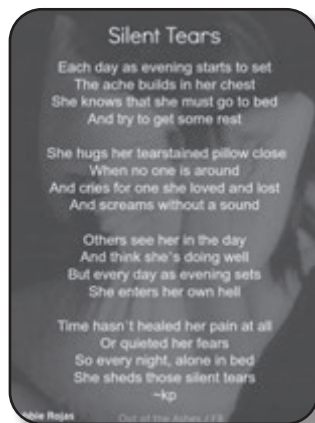 Silent Tears
Each day as evening starts to set
The ache builds in her chest
She knows that she must go to bed
And try to get some rest
She hugs her tearstained pillow close
When no one is around
And cries for one she loved and lost
And screams without a sound
Others see her in the day
And think she's doing well
But every day as evening sets
She enters her own hell
Time hasn't healed her pain at all
Or quieted her fears
So every night, alone in bed
She sheds those silent tears
~kp
bbie Rojas
Out of the Ashes / FB